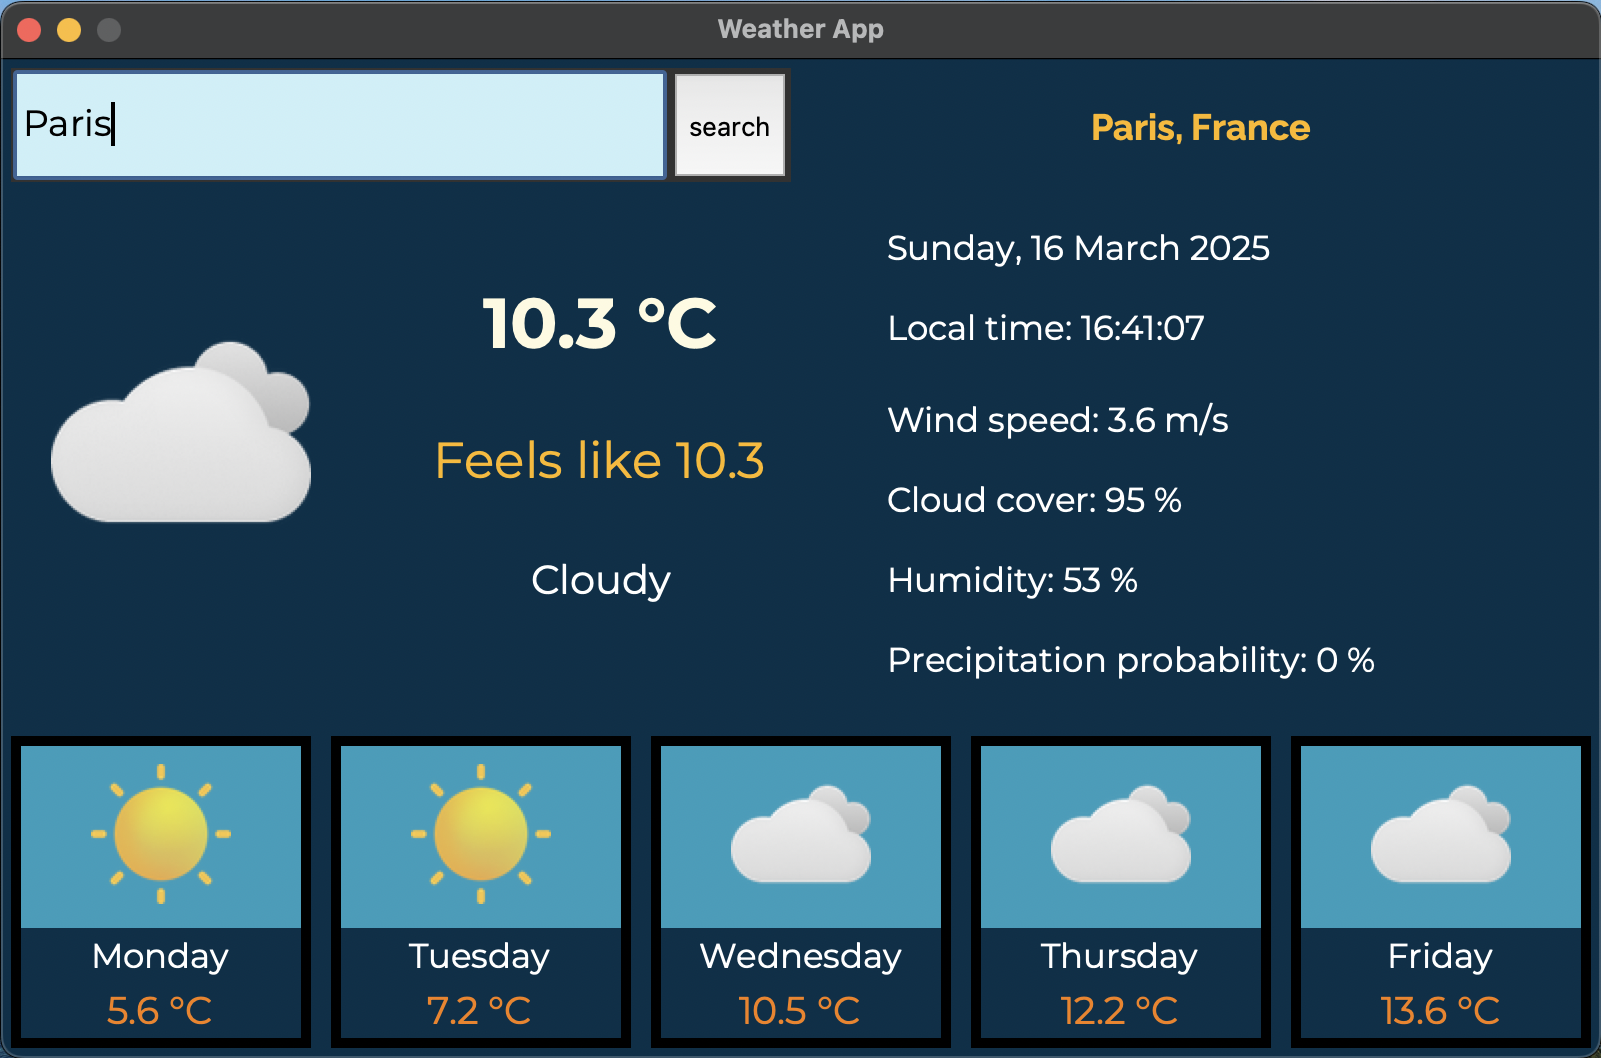 Weather App
Paris
search
Paris, France
Sunday, 16 March 2025
Local time: 16:41:07
10.3 °C
Feels like 10.3
Cloudy
Wind speed: 3.6 m/s
Cloud cover: 95 %
Humidity: 53 %
Precipitation probability: 0 %
Monday
5.6 °C
Tuesday
7.2 °C
Wednesday
10.5 °C
Thursday
12.2 °C
Friday
13.6 °C